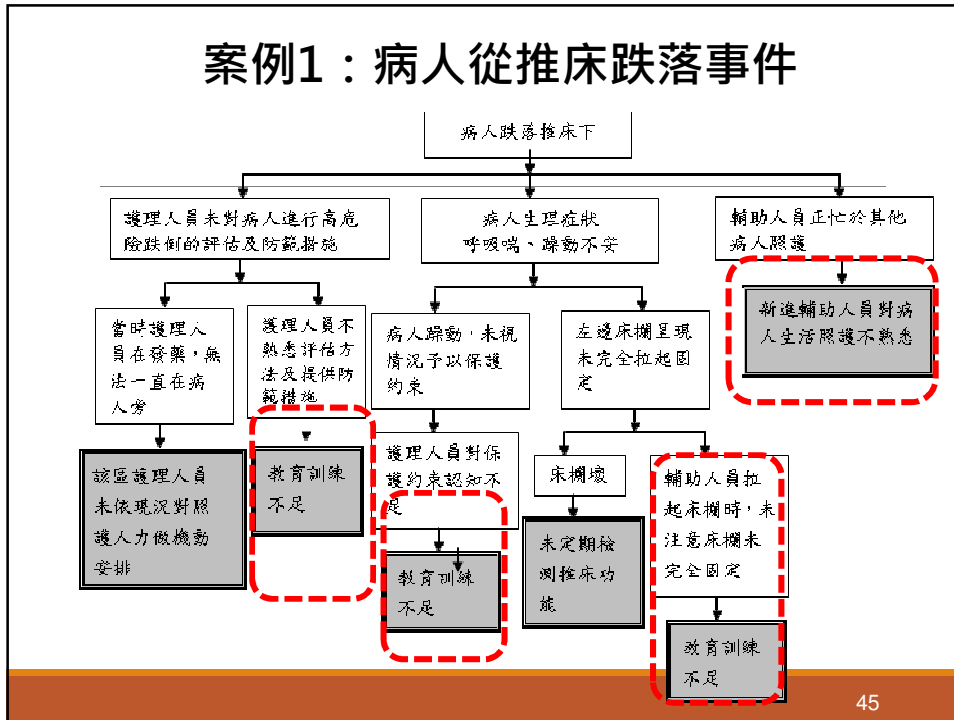 案例1：病人從推床跌落事件
病人跌落推床下
護理人員未對病人進行高危
險跌倒的評估及防範措施
病人生理症狀
呼吸喘、躁動不安
輔助人員正忙於其他
病人照護
當時護理人
員在發藥，無
法一直在病
人旁
護理人員不
熟悉評估方
法及提供防
範措施
病人躁動，未視
情況予以保護
約束
左邊床欄呈現
未完全拉起固
定
新進輔助人員對病
人生活照護不熟悉
該區護理人員
未依現況對照
護人力做機動
安排
教育訓練
不足
護理人員對保
護約束認知不
足
教育訓練
不足
床欄壞
未定期檢
測推床功
能
輔助人員拉
起床欄時，未
注意床欄未
完全固定
教育訓練
不足
45